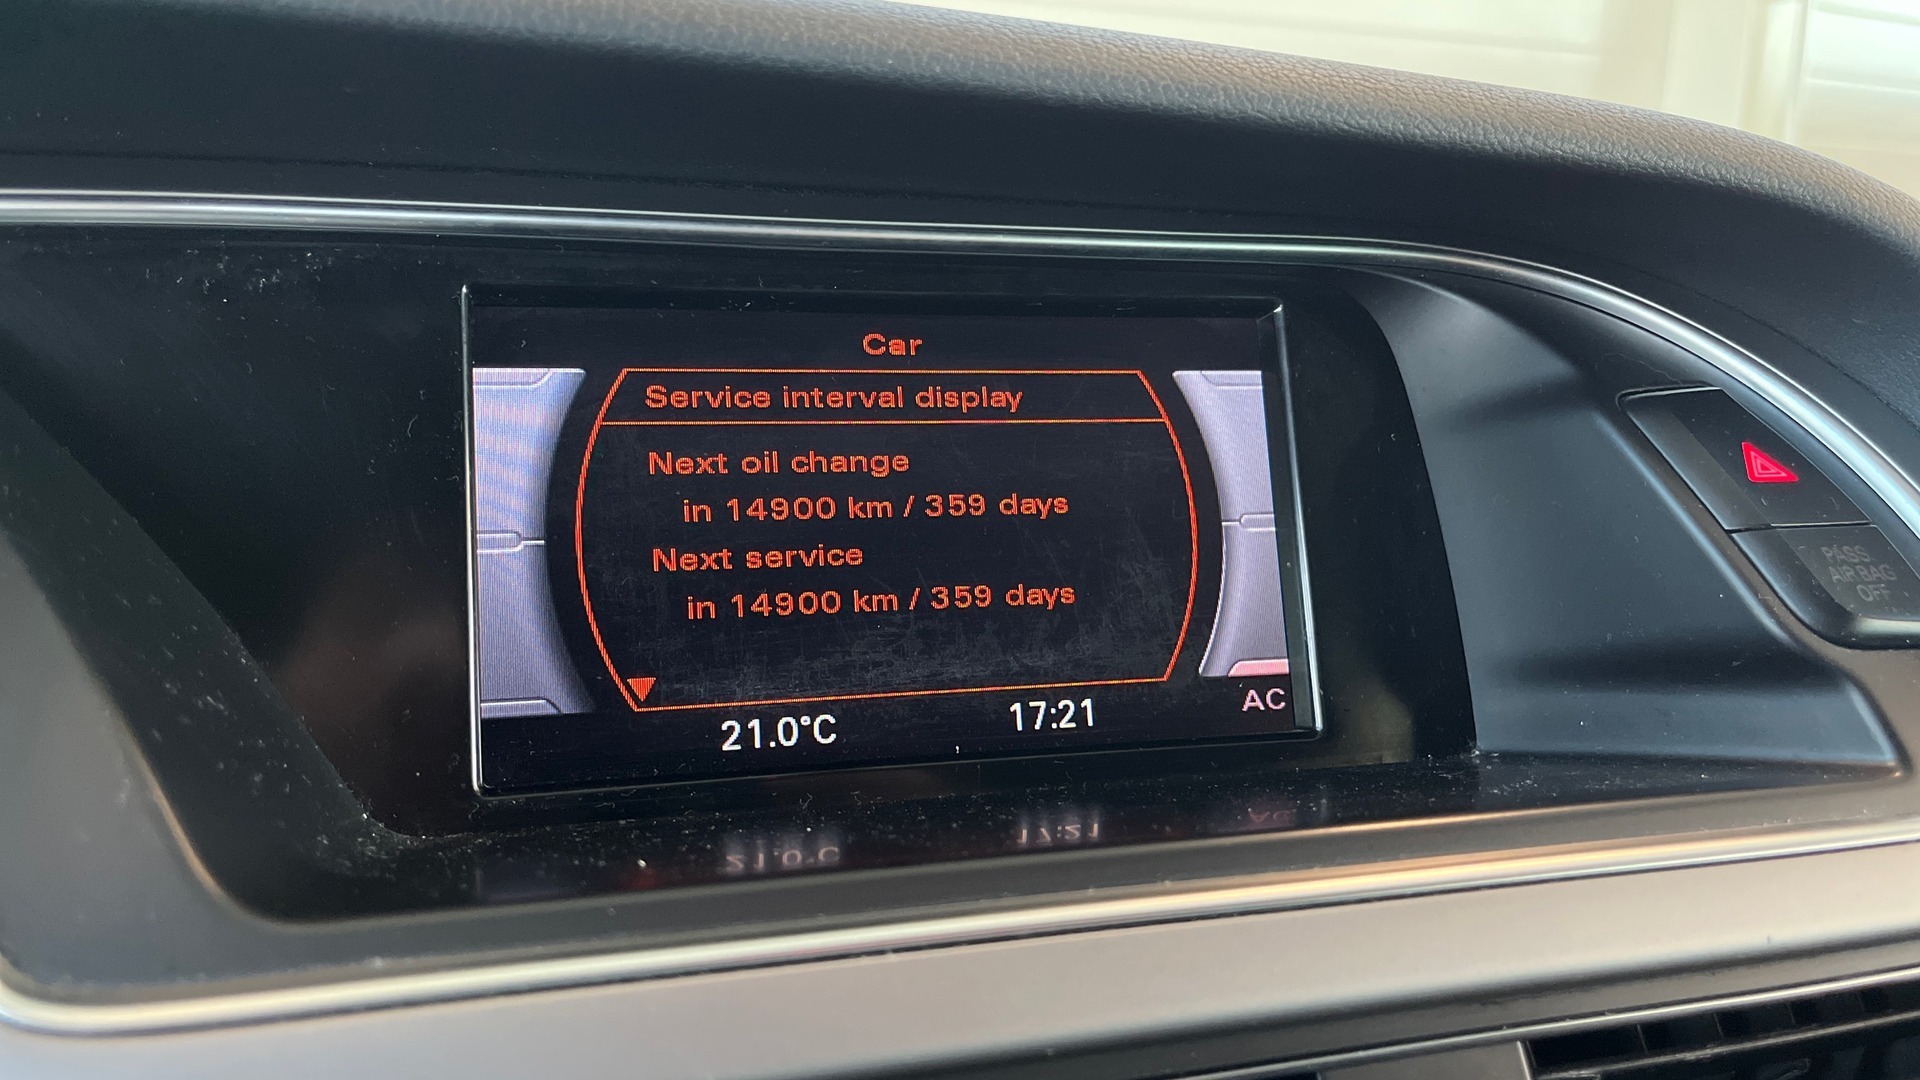 Car
Service interval display
Next oil change
in 14900 km / 359 days
Next service
in 14900 km / 359 days
21.0°C
17:21
AC
PASS
AIR BAG
OFF